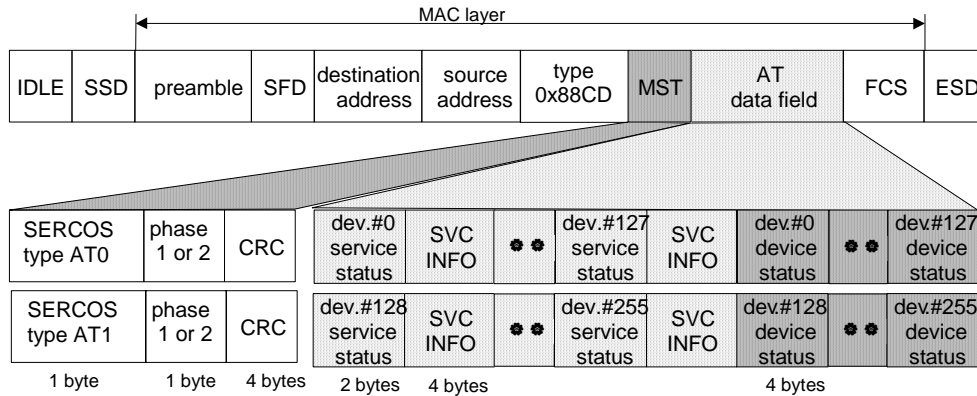 MAC layer
IDLE
SSD
preamble
SFD
destination
address
source
address
type
0x88CD
MST
AT
data field
FCS
ESD
SERCOS
type AT0
phase
1 or 2
CRC
dev.#0
service
status
SVC
INFO
dev.#127
service
status
SVC
INFO
dev.#0
device
status
dev.#127
device
status
SERCOS
type AT1
phase
1 or 2
CRC
dev.#128
service
status
SVC
INFO
dev.#255
service
status
SVC
INFO
dev.#128
device
status
dev.#255
device
status
1 byte
1 byte
4 bytes
2 bytes
4 bytes
4 bytes